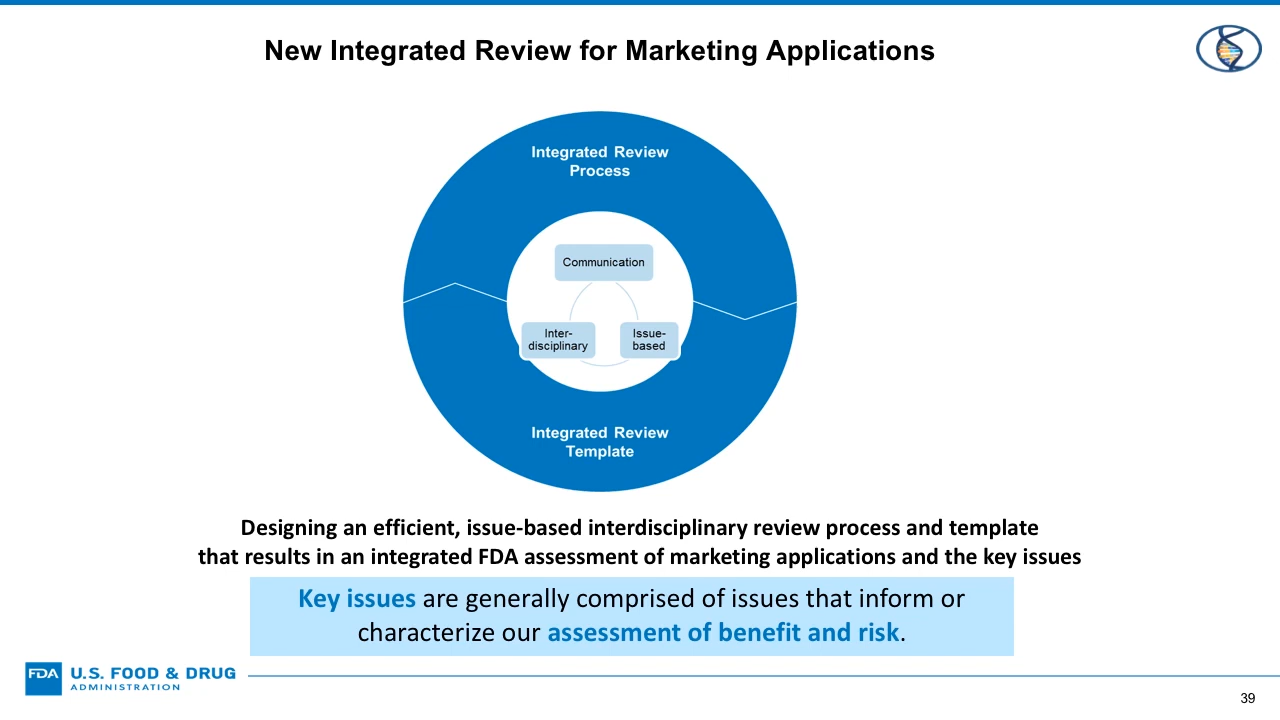 New Integrated Review for Marketing Applications
Integrated Review
Process
Communication
Inter-
disciplinary
Issue-
based
Integrated Review
Template
Designing an efficient, issue-based interdisciplinary review process and template
that results in an integrated FDA assessment of marketing applications and the key issues
Key issues are generally comprised of issues that inform or
characterize our assessment of benefit and risk.
FDA
U.S. FOOD & DRUG
ADMINISTRATION
39